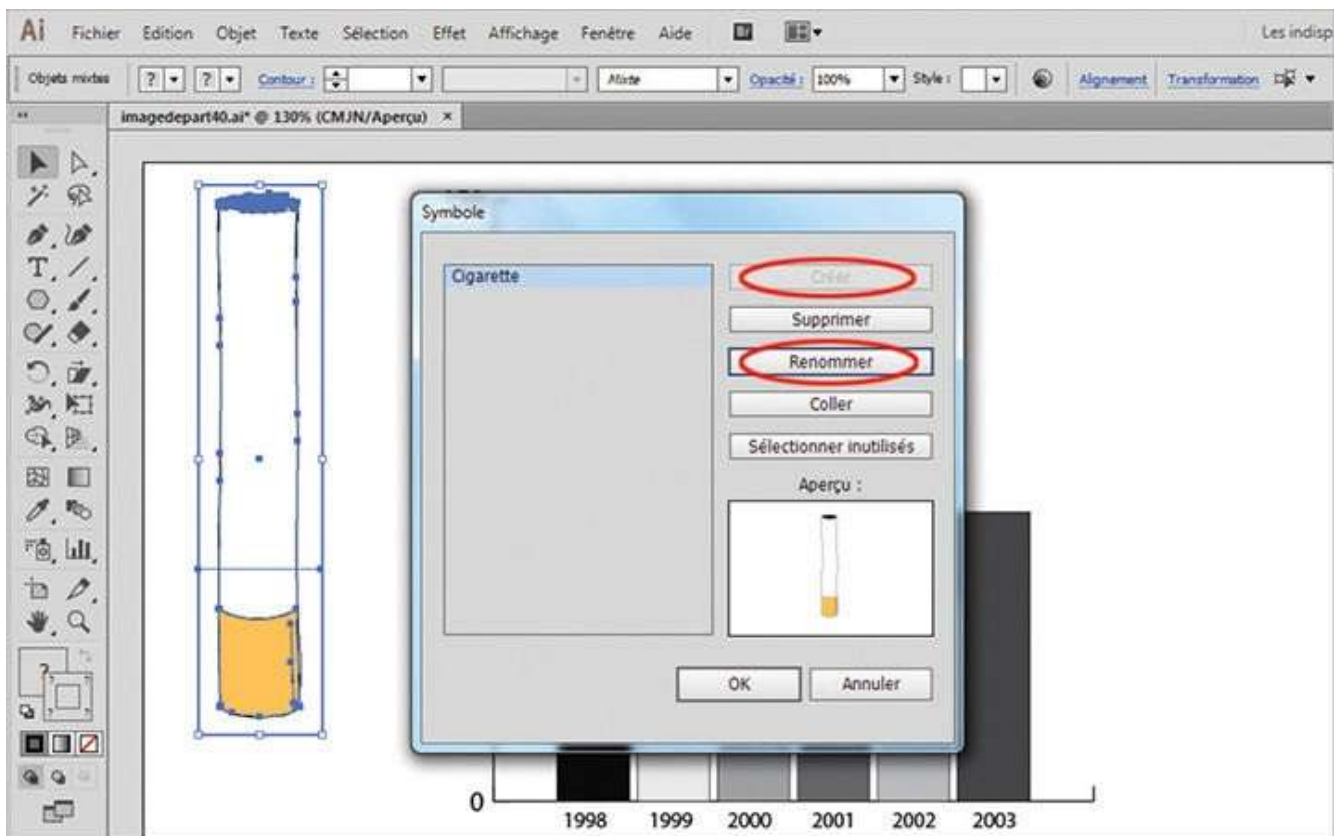 Ai Fichier Edition Objet Texte Sélection Effet Affichage Fenêtre Aide Br Les indisp
Objets mixtes ? ? Contour : Mixte Opacité : 100% Style : Alignement Transformation
imagedepart40.ai* @ 130% (CMJN/Aperçu) ×
Symbole
Cigarette
Créer
Supprimer
Renommer
Coller
Sélectionner inutilisés
Aperçu :
OK Annuler
?
0
1998 1999 2000 2001 2002 2003